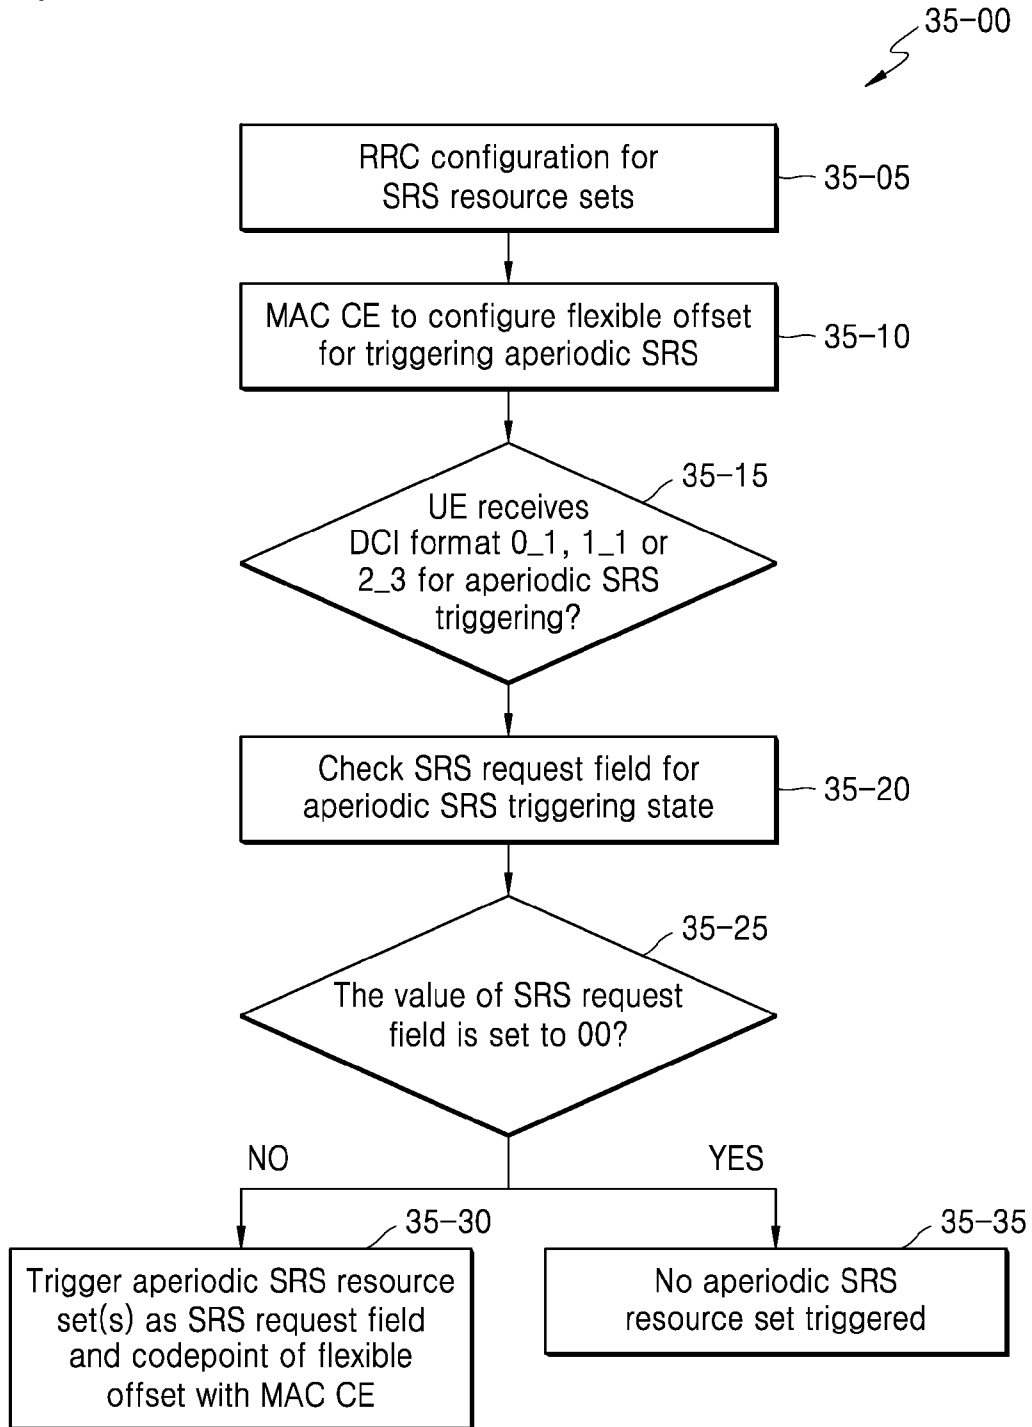 35-00
RRC configuration for
SRS resource sets
35-05
MAC CE to configure flexible offset
for triggering aperiodic SRS
35-10
35-15
UE receives
DCI format 0_1, 1_1 or
2_3 for aperiodic SRS
triggering?
Check SRS request field for
aperiodic SRS triggering state
35-20
35-25
The value of SRS request
field is set to 00?
NO
YES
35-30
Trigger aperiodic SRS resource
set(s) as SRS request field
and codepoint of flexible
offset with MAC CE
35-35
No aperiodic SRS
resource set triggered